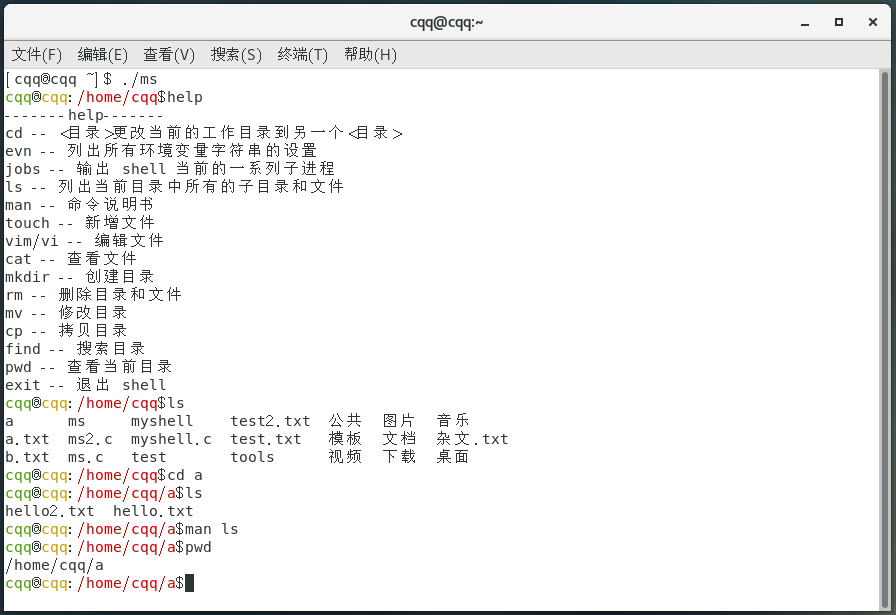 cqq@cqq:~
文件(F) 编辑(E) 查看(V) 搜索(S) 终端(T) 帮助(H)
[cqq@cqq ~]$ ./ms
cqq@cqq:/home/cqq$help
-------help-------
cd -- <目录>更改当前的工作目录到另一个<目录>
evn -- 列出所有环境变量字符串的设置
jobs -- 输出 shell 当前的一系列子进程
ls -- 列出当前目录中所有的子目录和文件
man -- 命令说明书
touch -- 新增文件
vim/vi -- 编辑文件
cat -- 查看文件
mkdir -- 创建目录
rm -- 删除目录和文件
mv -- 修改目录
cp -- 拷贝目录
find -- 搜索目录
pwd -- 查看当前目录
exit -- 退出 shell
cqq@cqq:/home/cqq$ls
a      ms     myshell    test2.txt  公共  图片  音乐
a.txt  ms2.c  myshell.c  test.txt   模板  文档  杂文.txt
b.txt  ms.c   test       tools      视频  下载  桌面
cqq@cqq:/home/cqq$cd a
cqq@cqq:/home/cqq/a$ls
hello2.txt  hello.txt
cqq@cqq:/home/cqq/a$man ls
cqq@cqq:/home/cqq/a$pwd
/home/cqq/a
cqq@cqq:/home/cqq/a$